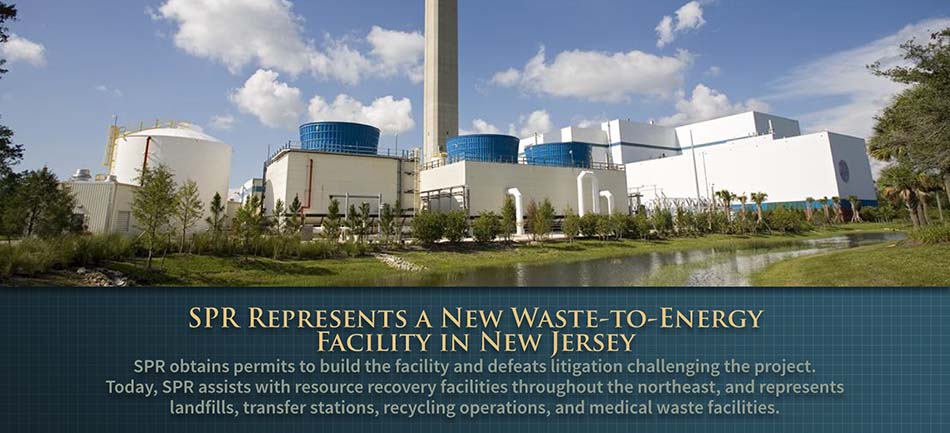 SPR Represents a New Waste-to-Energy
Facility in New Jersey
SPR obtains permits to build the facility and defeats litigation challenging the project.
Today, SPR assists with resource recovery facilities throughout the northeast, and represents
landfills, transfer stations, recycling operations, and medical waste facilities.